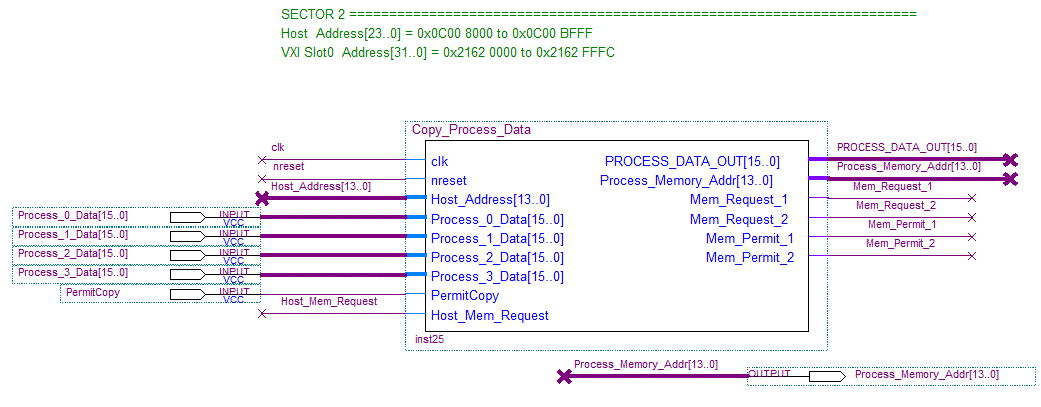 SECTOR 2 ==================================================================
Host Address[23..0] = 0x0C00 8000 to 0x0C00 BFFF
VXI Slot0 Address[31..0] = 0x2162 0000 to 0x2162 FFFC
Copy_Process_Data
clk
nreset
Host_Address[13..0]
Process_0_Data[15..0] INPUT
VCC
Process_1_Data[15..0] INPUT
VCC
Process_2_Data[15..0] INPUT
VCC
Process_3_Data[15..0] INPUT
VCC
PermitCopy INPUT
VCC
Host_Mem_Request
clk
nreset
Host_Address[13..0]
Process_0_Data[15..0]
Process_1_Data[15..0]
Process_2_Data[15..0]
Process_3_Data[15..0]
PermitCopy
Host_Mem_Request
PROCESS_DATA_OUT[15..0]
Process_Memory_Addr[13..0]
Mem_Request_1
Mem_Request_2
Mem_Permit_1
Mem_Permit_2
PROCESS_DATA_OUT[15..0]
Process_Memory_Addr[13..0]
Mem_Request_1
Mem_Request_2
Mem_Permit_1
Mem_Permit_2
inst25
Process_Memory_Addr[13..0]
OUTPUT Process_Memory_Addr[13..0]